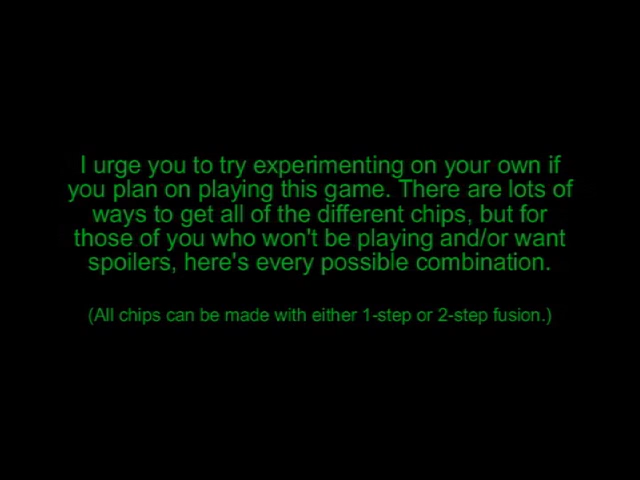 I urge you to try experimenting on your own if
you plan on playing this game. There are lots of
ways to get all of the different chips, but for
those of you who won't be playing and/or want
spoilers, here's every possible combination.
(All chips can be made with either 1-step or 2-step fusion.)